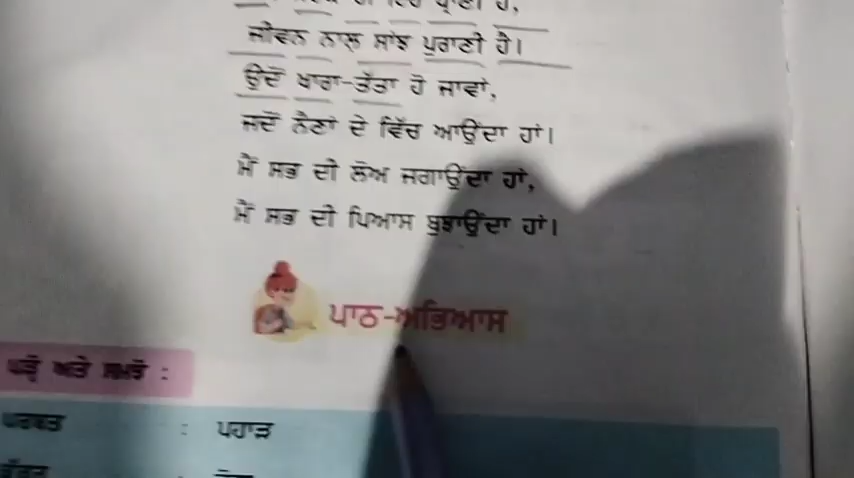 ਜੀਵਨ ਨਾਲ਼ ਸਾਂਝ ਪੁਰਾਣੀ ਹੈ।
ਉਦੋਂ ਖਾਰਾ-ਤੱਤਾ ਹੋ ਜਾਵਾਂ,
ਜਦੋਂ ਨੈਣਾਂ ਦੇ ਵਿੱਚ ਆਉਂਦਾ ਹਾਂ।
ਮੈਂ ਸਭ ਦੀ ਲੋਅ ਜਗਾਉਂਦਾ ਹਾਂ,
ਮੈਂ ਸਭ ਦੀ ਪਿਆਸ ਬੁਝਾਉਂਦਾ ਹਾਂ।
ਪਾਠ-ਅਭਿਆਸ
ਪੜ੍ਹੋ ਅਤੇ ਸਮਝੋ :
ਪਰਬਤ : ਪਹਾੜ